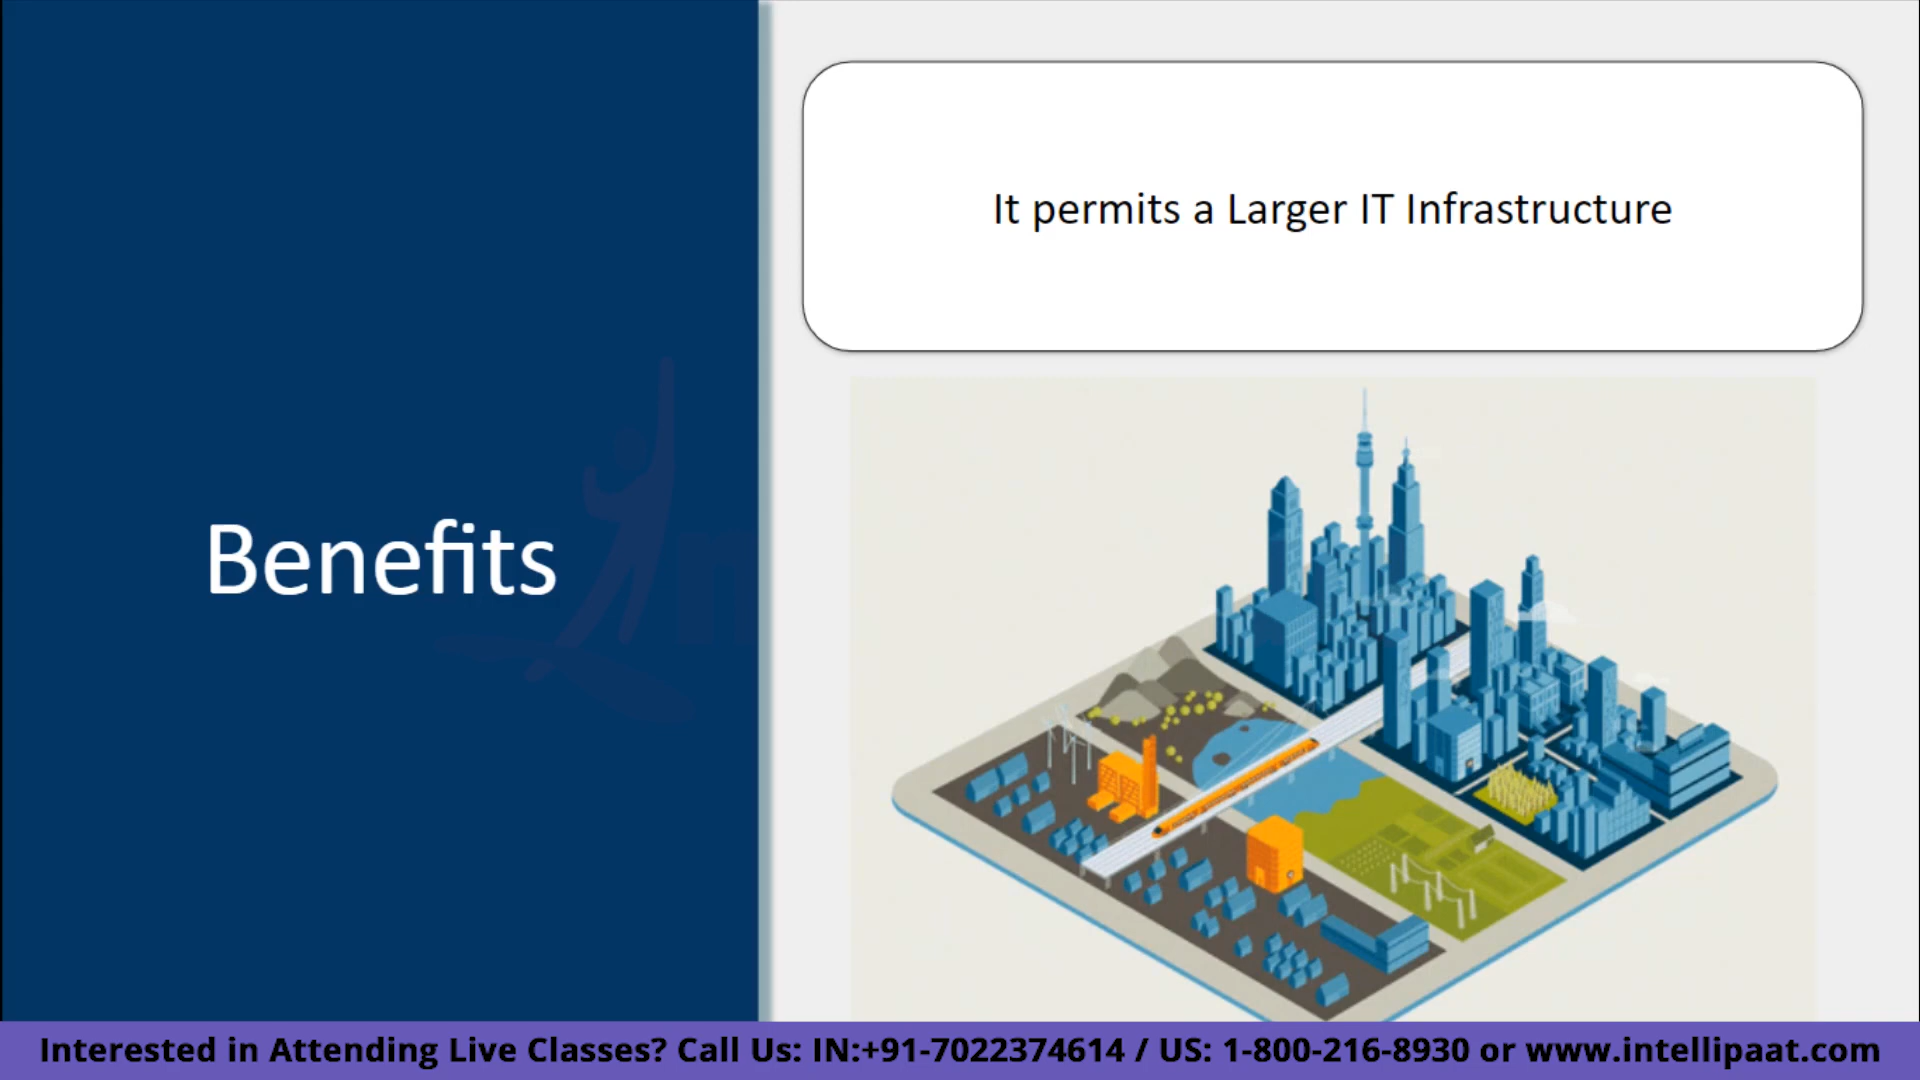 It permits a Larger IT Infrastructure
Benefits
Interested in Attending Live Classes? Call Us: IN:+91-7022374614 / US: 1-800-216-8930 or www.intellipaat.com